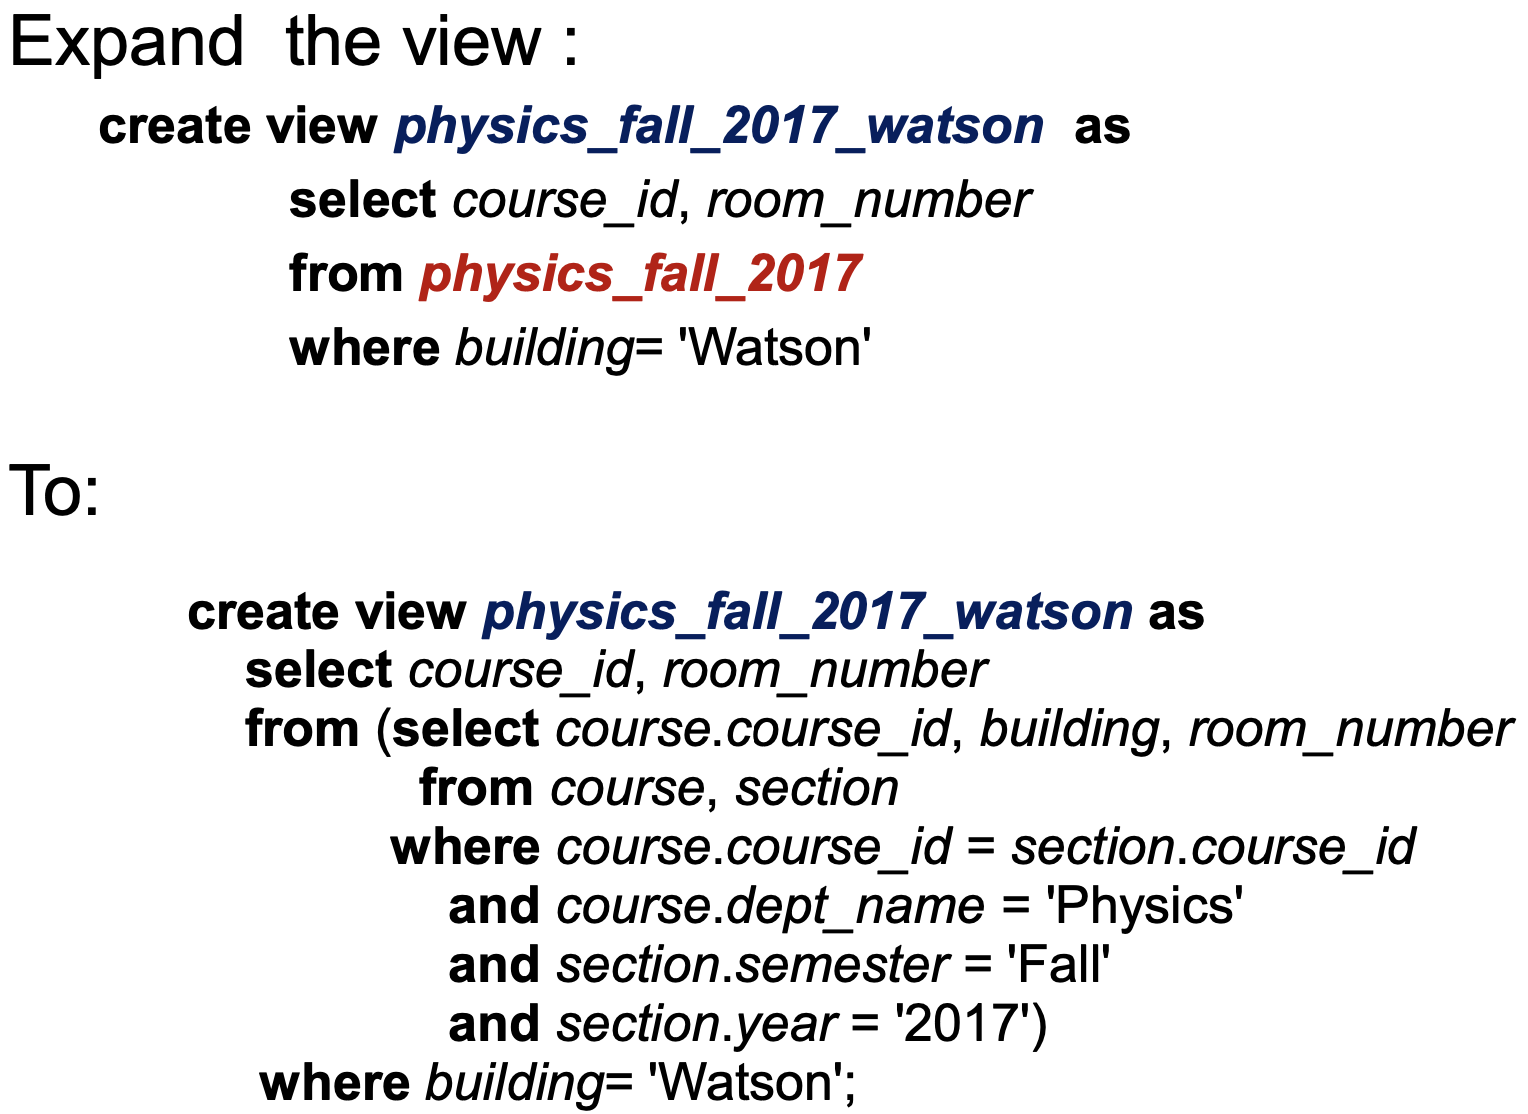 Expand the view :
create view physics_fall_2017_watson as
select course_id, room_number
from physics_fall_2017
where building= 'Watson'
To:
create view physics_fall_2017_watson as
select course_id, room_number
from (select course.course_id, building, room_number
from course, section
where course.course_id = section.course_id
and course.dept_name = 'Physics'
and section.semester = 'Fall'
and section.year = '2017')
where building= 'Watson';